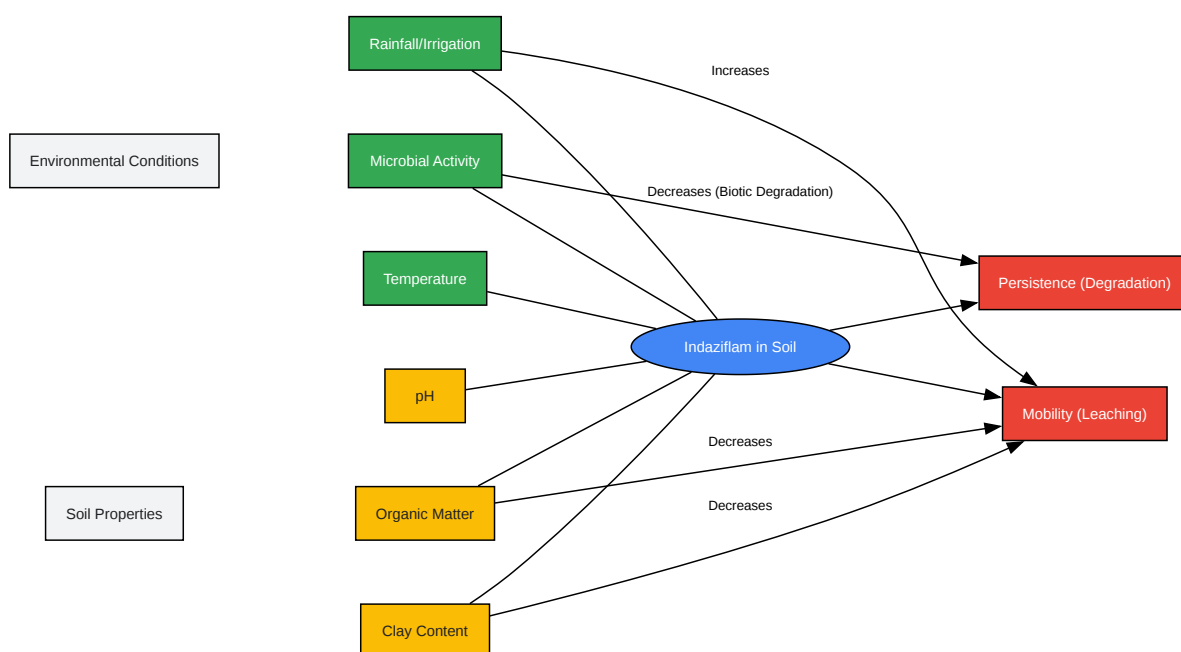 Rainfall/Irrigation
Increases
Environmental Conditions
Microbial Activity
Decreases (Biotic Degradation)
Temperature
Persistence (Degradation)
Indaziflam in Soil
pH
Mobility (Leaching)
Decreases
Soil Properties
Organic Matter
Decreases
Clay Content